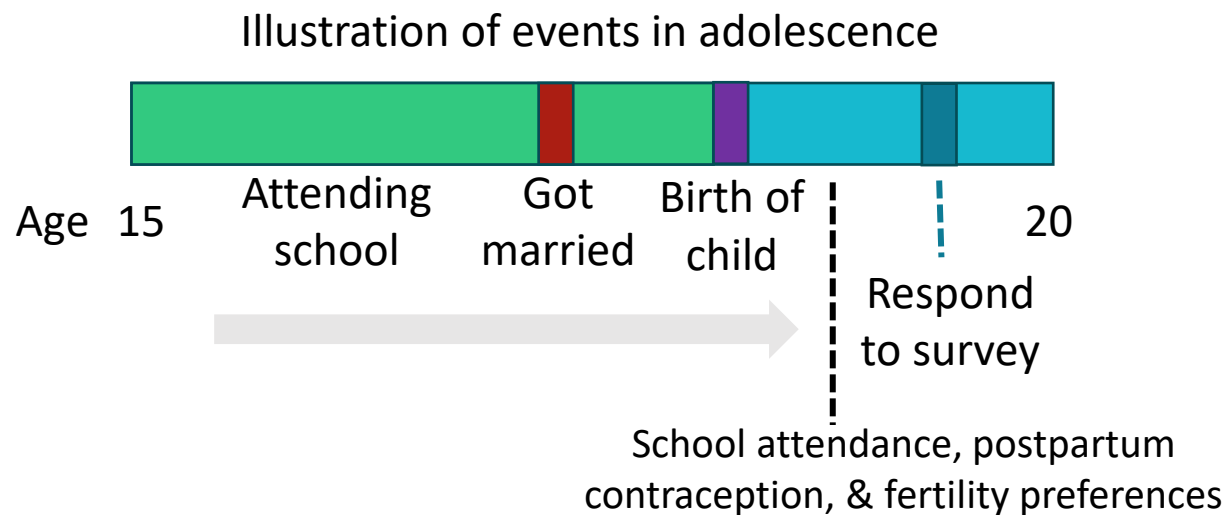 Illustration of events in adolescence
Age 15
Attending
school
Got
married
Birth of
child
20
Respond
to survey
School attendance, postpartum
contraception, & fertility preferences